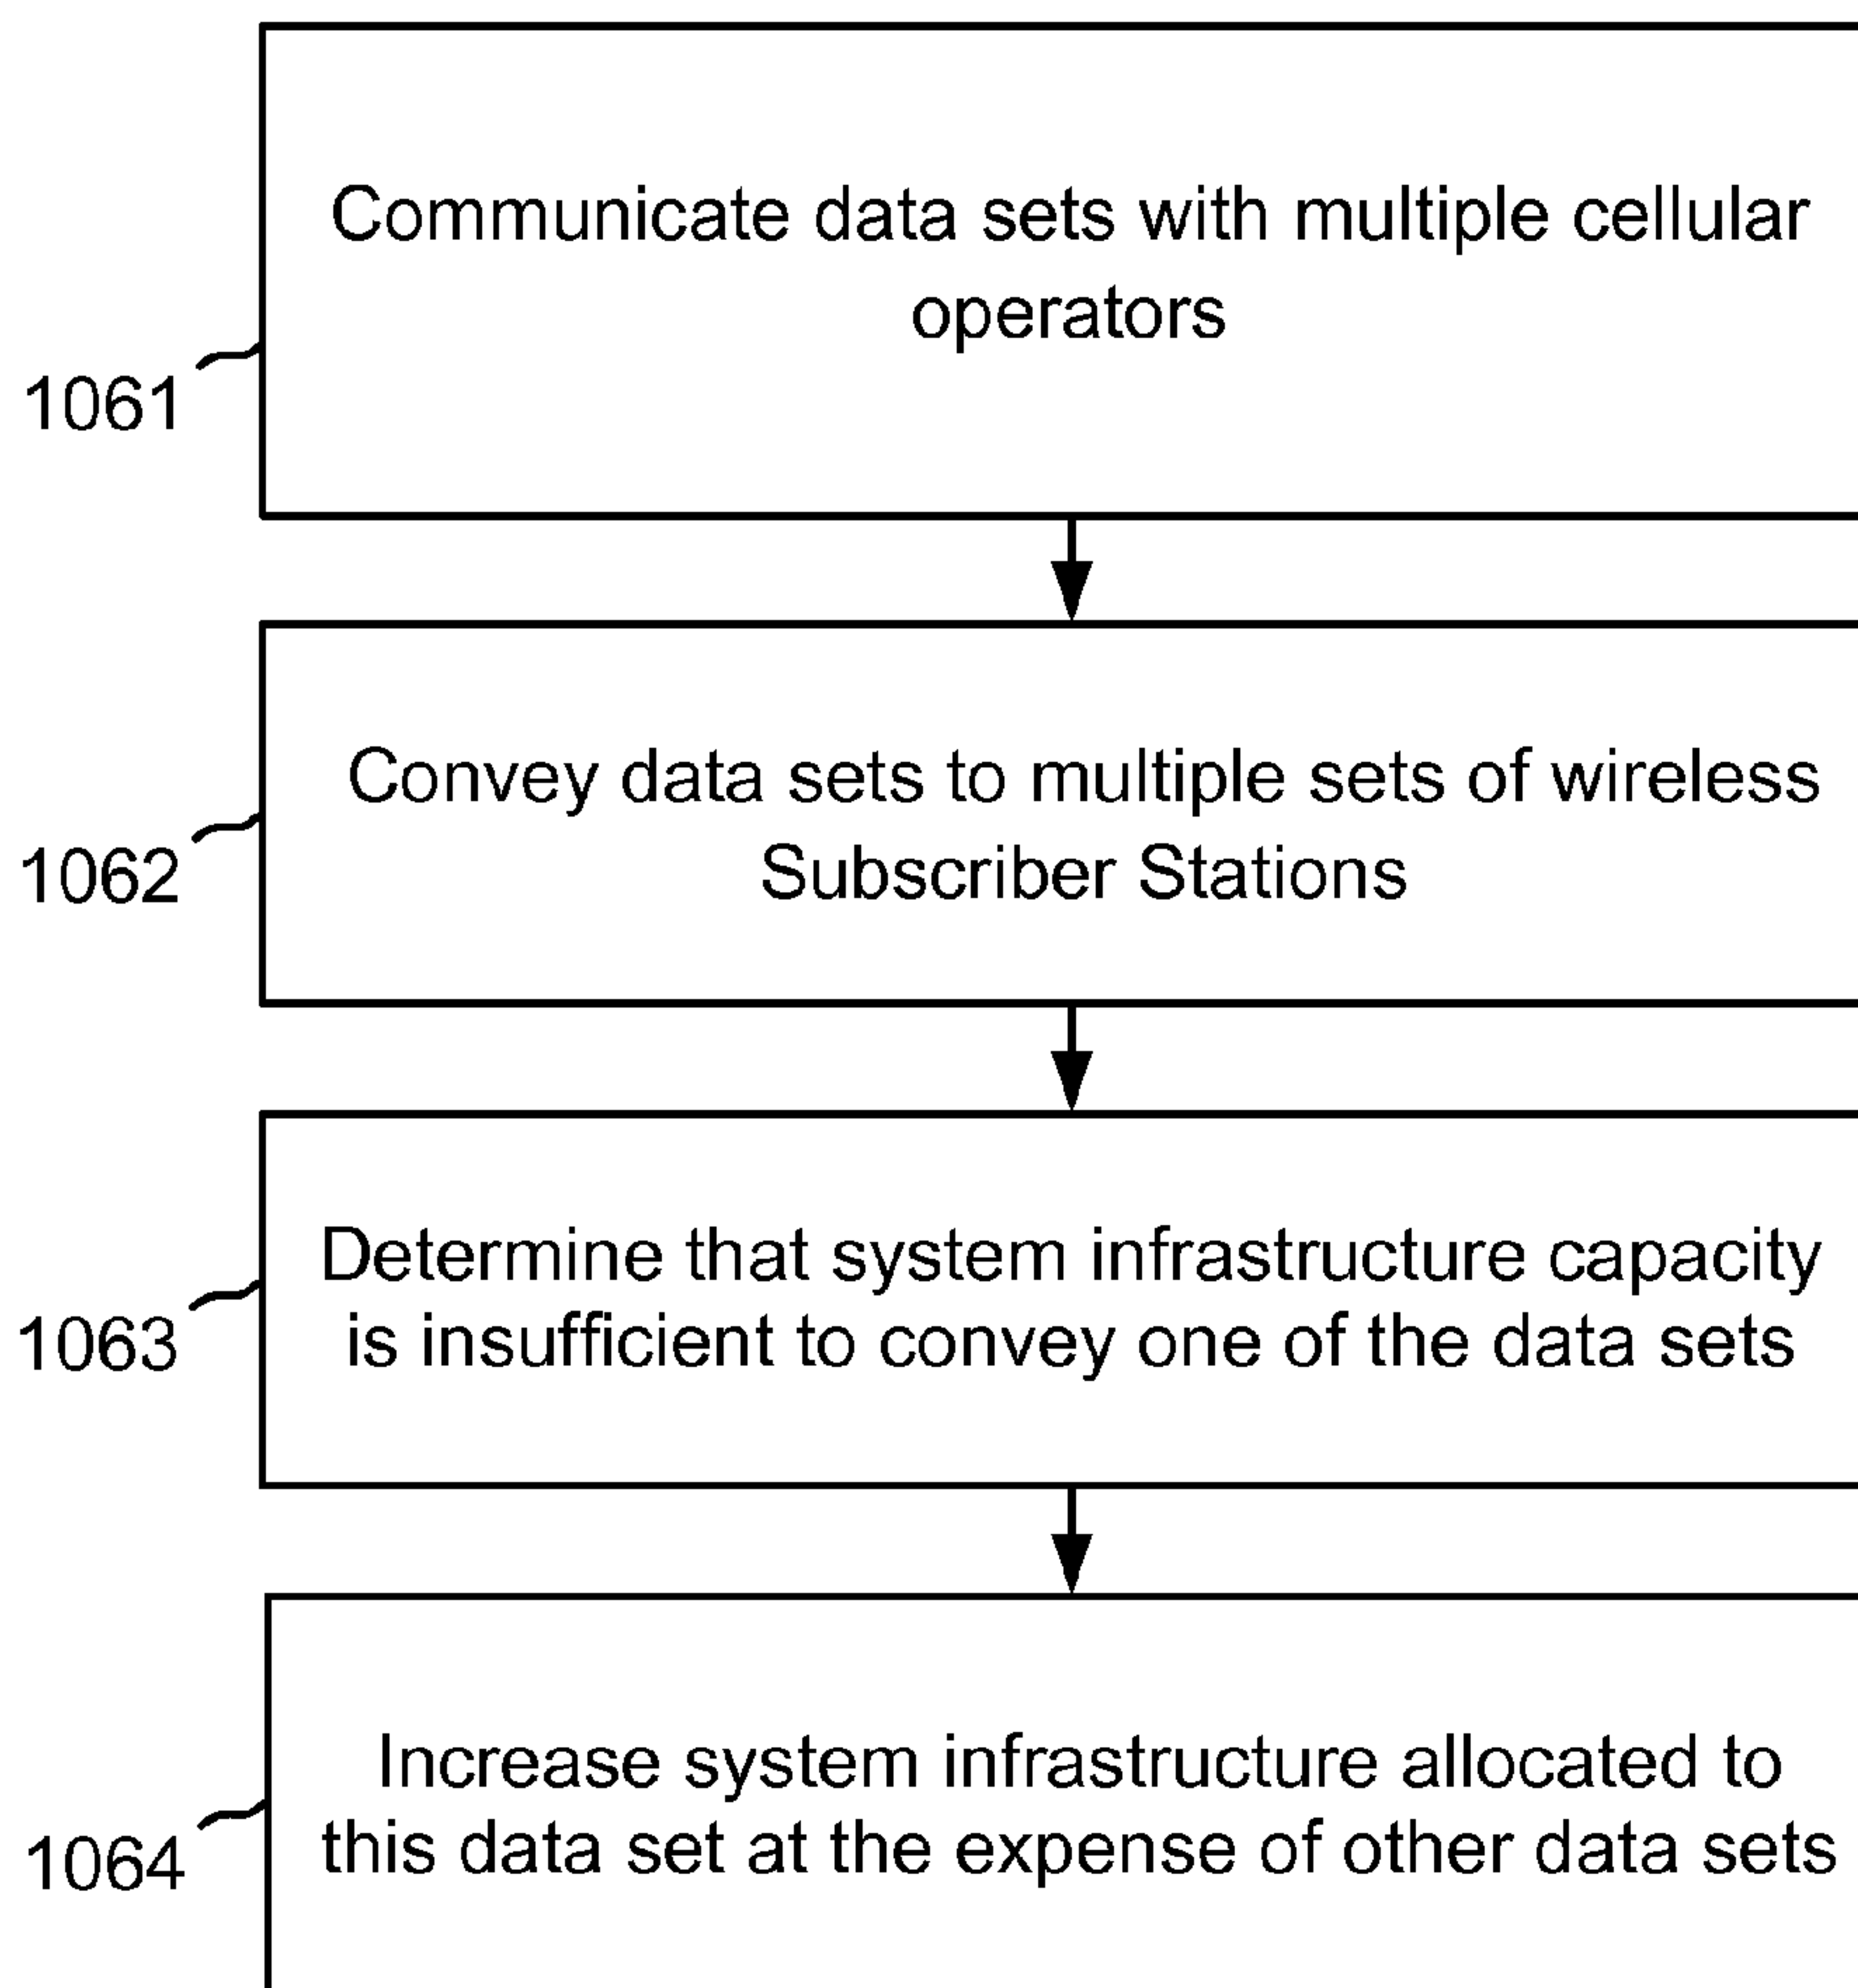 Communicate data sets with multiple cellular
operators
1061
Convey data sets to multiple sets of wireless
Subscriber Stations
1062
Determine that system infrastructure capacity
is insufficient to convey one of the data sets
1063
Increase system infrastructure allocated to
this data set at the expense of other data sets
1064